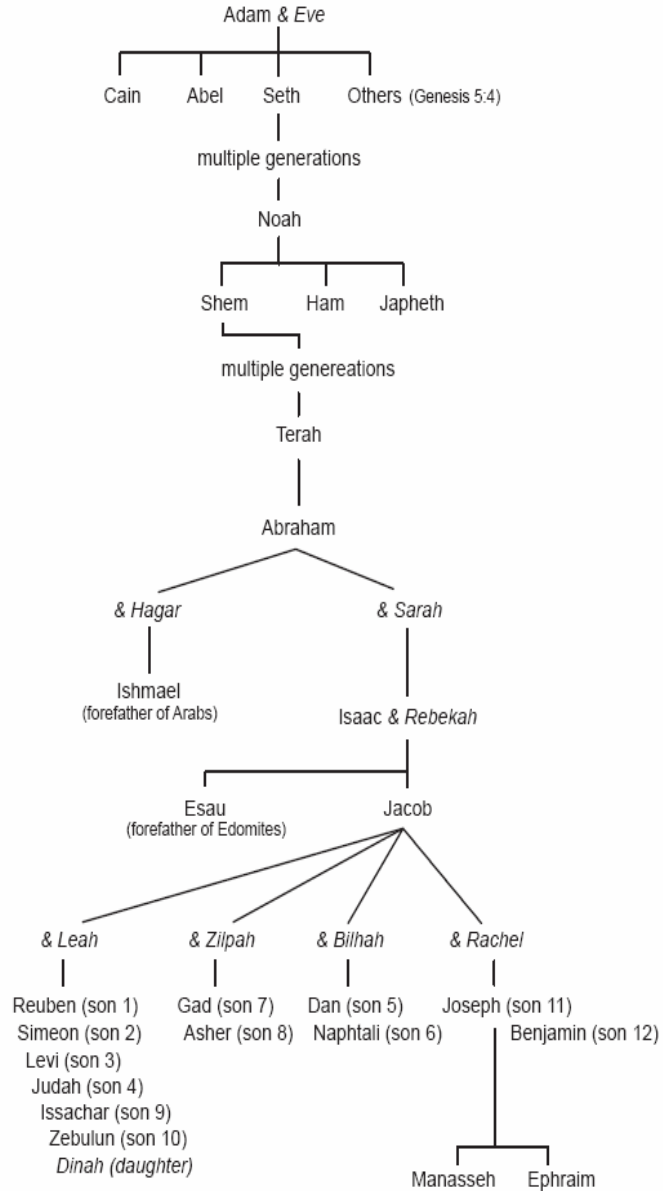 Adam & Eve
Cain Abel Seth Others (Genesis 5:4)
multiple generations
Noah
Shem Ham Japheth
multiple genereations
Terah
Abraham
& Hagar & Sarah
Ishmael
(forefather of Arabs)
Isaac & Rebekah
Esau Jacob
(forefather of Edomites)
& Leah & Zilpah & Bilhah & Rachel
Reuben (son 1) Gad (son 7) Dan (son 5) Joseph (son 11)
Simeon (son 2) Asher (son 8) Naphtali (son 6) Benjamin (son 12)
Levi (son 3)
Judah (son 4)
Issachar (son 9)
Zebulun (son 10)
Dinah (daughter)
Manasseh Ephraim